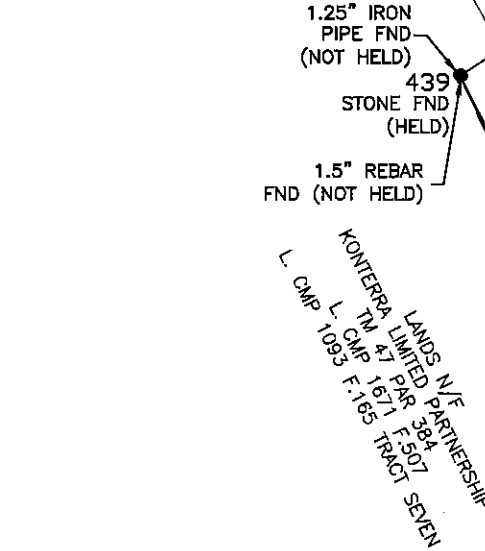 1.25" IRON
PIPE FND
(NOT HELD)
439
STONE FND
(HELD)
1.5" REBAR
FND (NOT HELD)
LANDS N/F
KONTERRA LIMITED PARTNERSHIP
TM 47 PAR 384
L. CMP 1671 F.507
L. CMP 1093 F.165 TRACT SEVEN